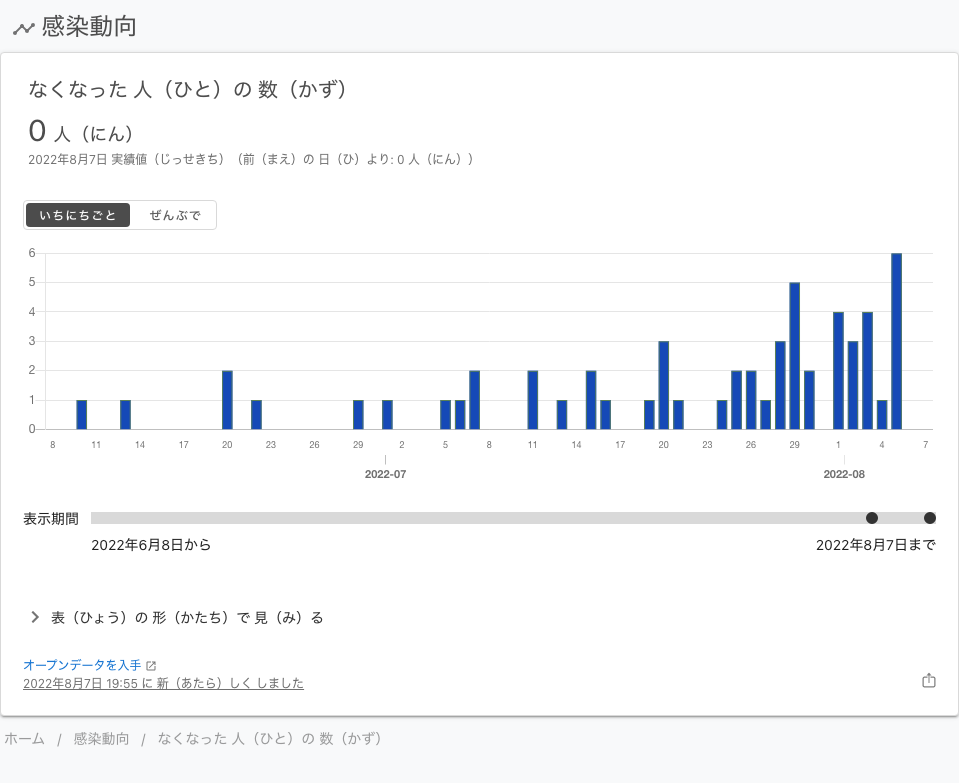 感染動向
なくなった 人（ひと）の 数（かず）
0 人（にん）
2022年8月7日 実績値（じっせきち）（前（まえ）の 日（ひ）より: 0 人（にん））
いちにちごと ぜんぶで
6
5
4
3
2
1
0
8 11 14 17 20 23 26 29 2 5 8 11 14 17 20 23 26 29 1 4 7
2022-07 2022-08
表示期間
2022年6月8日から 2022年8月7日まで
表（ひょう）の 形（かたち）で 見（み）る
オープンデータを入手
2022年8月7日 19:55 に 新（あたら）しく しました
ホーム / 感染動向 / なくなった 人（ひと）の 数（かず）